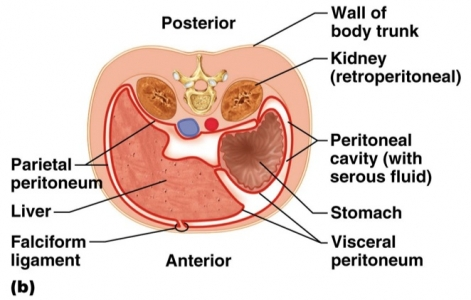 Posterior
Wall of
body trunk
Kidney
(retroperitoneal)
Peritoneal
cavity (with
serous fluid)
Stomach
Visceral
peritoneum
Parietal
peritoneum
Liver
Falciform
ligament
Anterior
(b)